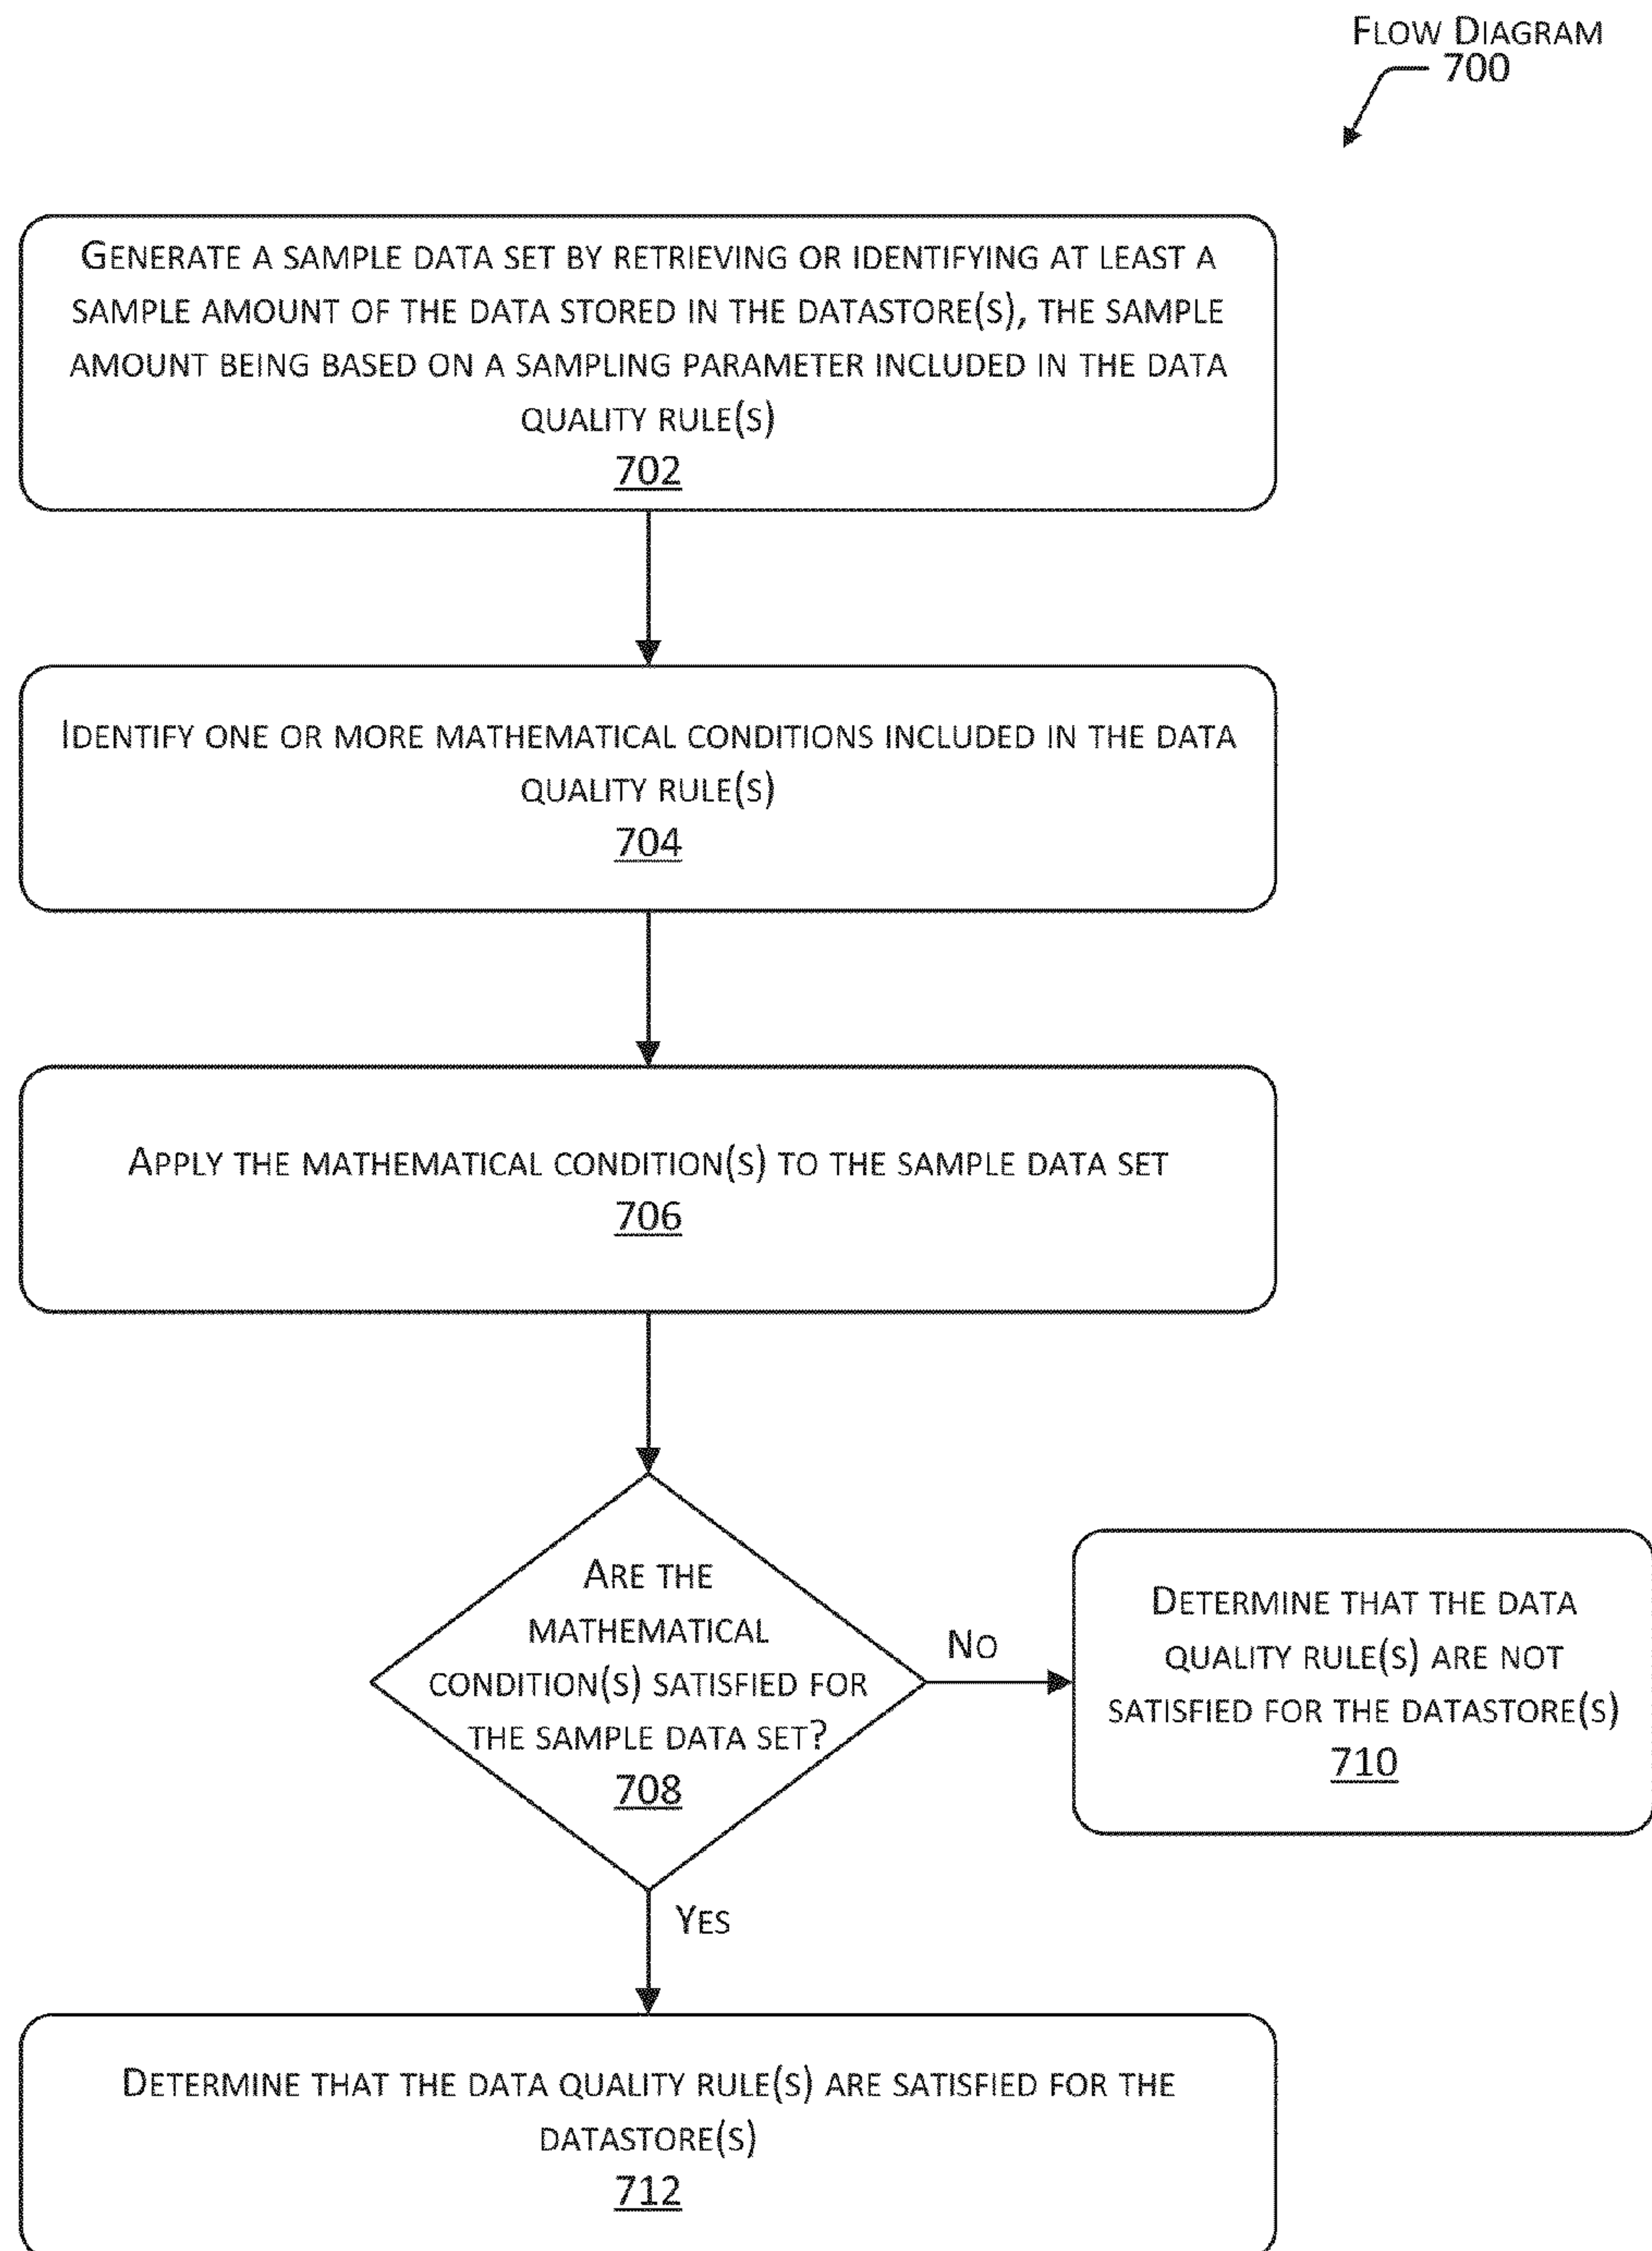 Flow Diagram
700
Generate a sample data set by retrieving or identifying at least a
sample amount of the data stored in the datastore(s), the sample
amount being based on a sampling parameter included in the data
quality rule(s)
702
Identify one or more mathematical conditions included in the data
quality rule(s)
704
Apply the mathematical condition(s) to the sample data set
706
Are the
mathematical
condition(s) satisfied for
the sample data set?
708
No
Determine that the data
quality rule(s) are not
satisfied for the datastore(s)
710
Yes
Determine that the data quality rule(s) are satisfied for the
datastore(s)
712